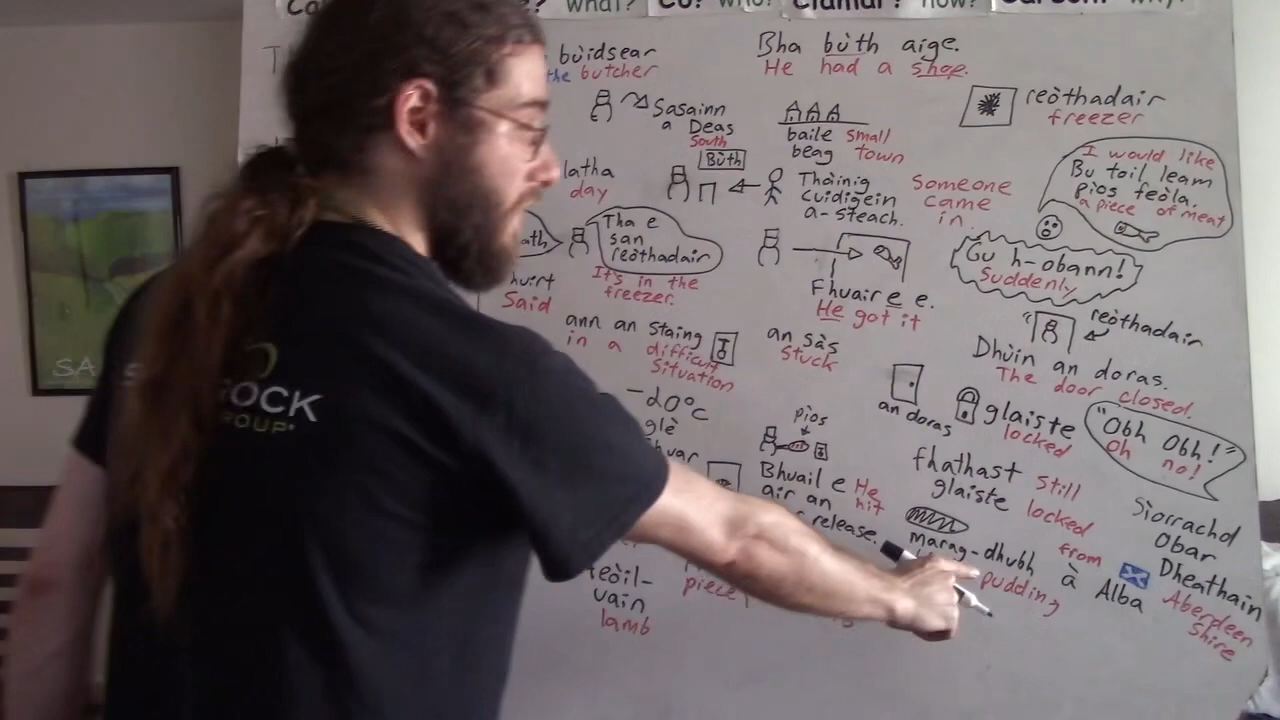 what? Co? who? Ciamar? how? Carson? why?
bùidsear
the butcher
Bha bùth aige.
He had a shop.
Sasainn
a Deas
South
baile small
beag town
reòthadair
freezer
I would like
Bu toil leam
pìos feòla.
a piece of meat
latha
day
Bùth
Thàinig
cuidigein
a-steach.
Someone
came
in.
Tha e
san
reòthadair
It's in the
freezer.
Said
Gu h-obann!
Suddenly
Fhuair e e.
He got it
ann an staing
in a difficult
Situation
an sàs
Stuck
reòthadair
Dhùin an doras.
The door closed.
an doras
glaiste
locked
"Obh Obh!"
Oh no!
-20°C
glè
pìos
Bhuail e He
air an hit
release.
fhathast still
glaiste locked
marag-dhubh
pudding
from
à Alba
Siorrachd
Obar
Dheathain
Aberdeen
Shire
uain
lamb
piece
SA
ROCK
GROUP